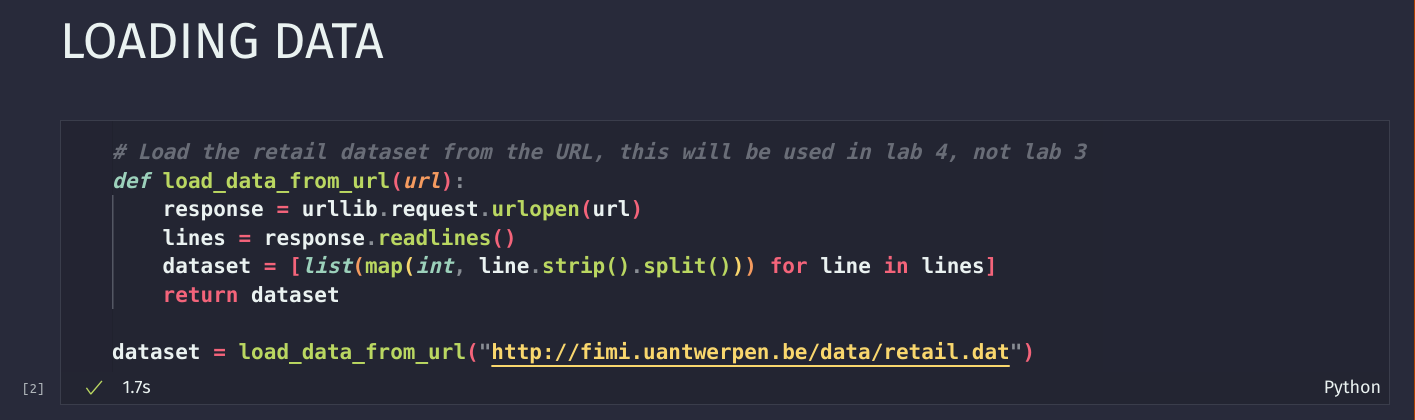 LOADING DATA
# Load the retail dataset from the URL, this will be used in lab 4, not lab 3
def load_data_from_url(url):
    response = urllib.request.urlopen(url)
    lines = response.readlines()
    dataset = [list(map(int, line.strip().split())) for line in lines]
    return dataset
dataset = load_data_from_url("http://fimi.uantwerpen.be/data/retail.dat")
[2] ✓ 1.7s Python